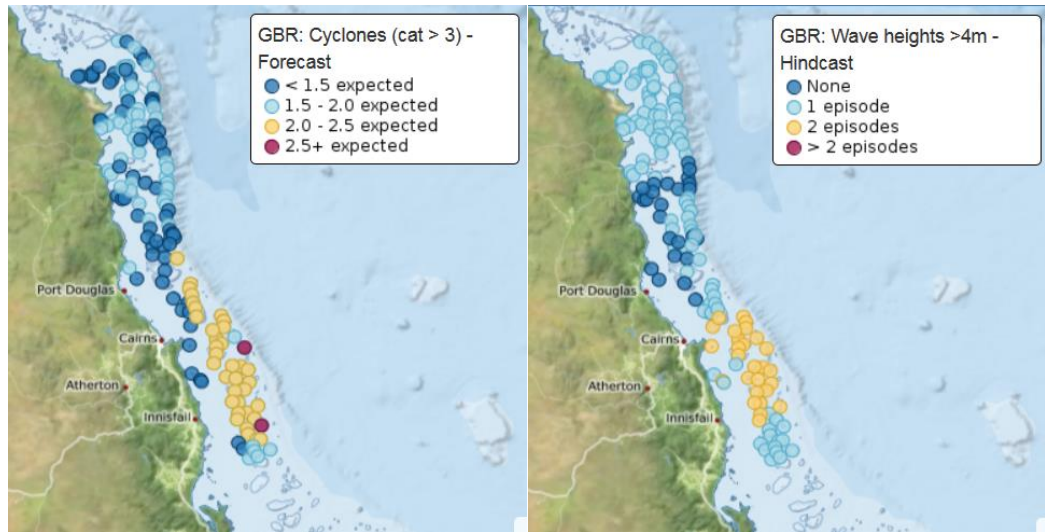 GBR: Cyclones (cat > 3) -
Forecast
< 1.5 expected
1.5 - 2.0 expected
2.0 - 2.5 expected
2.5+ expected
Port Douglas
Cairns
Atherton
Innisfail
GBR: Wave heights >4m -
Hindcast
None
1 episode
2 episodes
> 2 episodes
Port Douglas
Cairns
Atherton
Innisfail